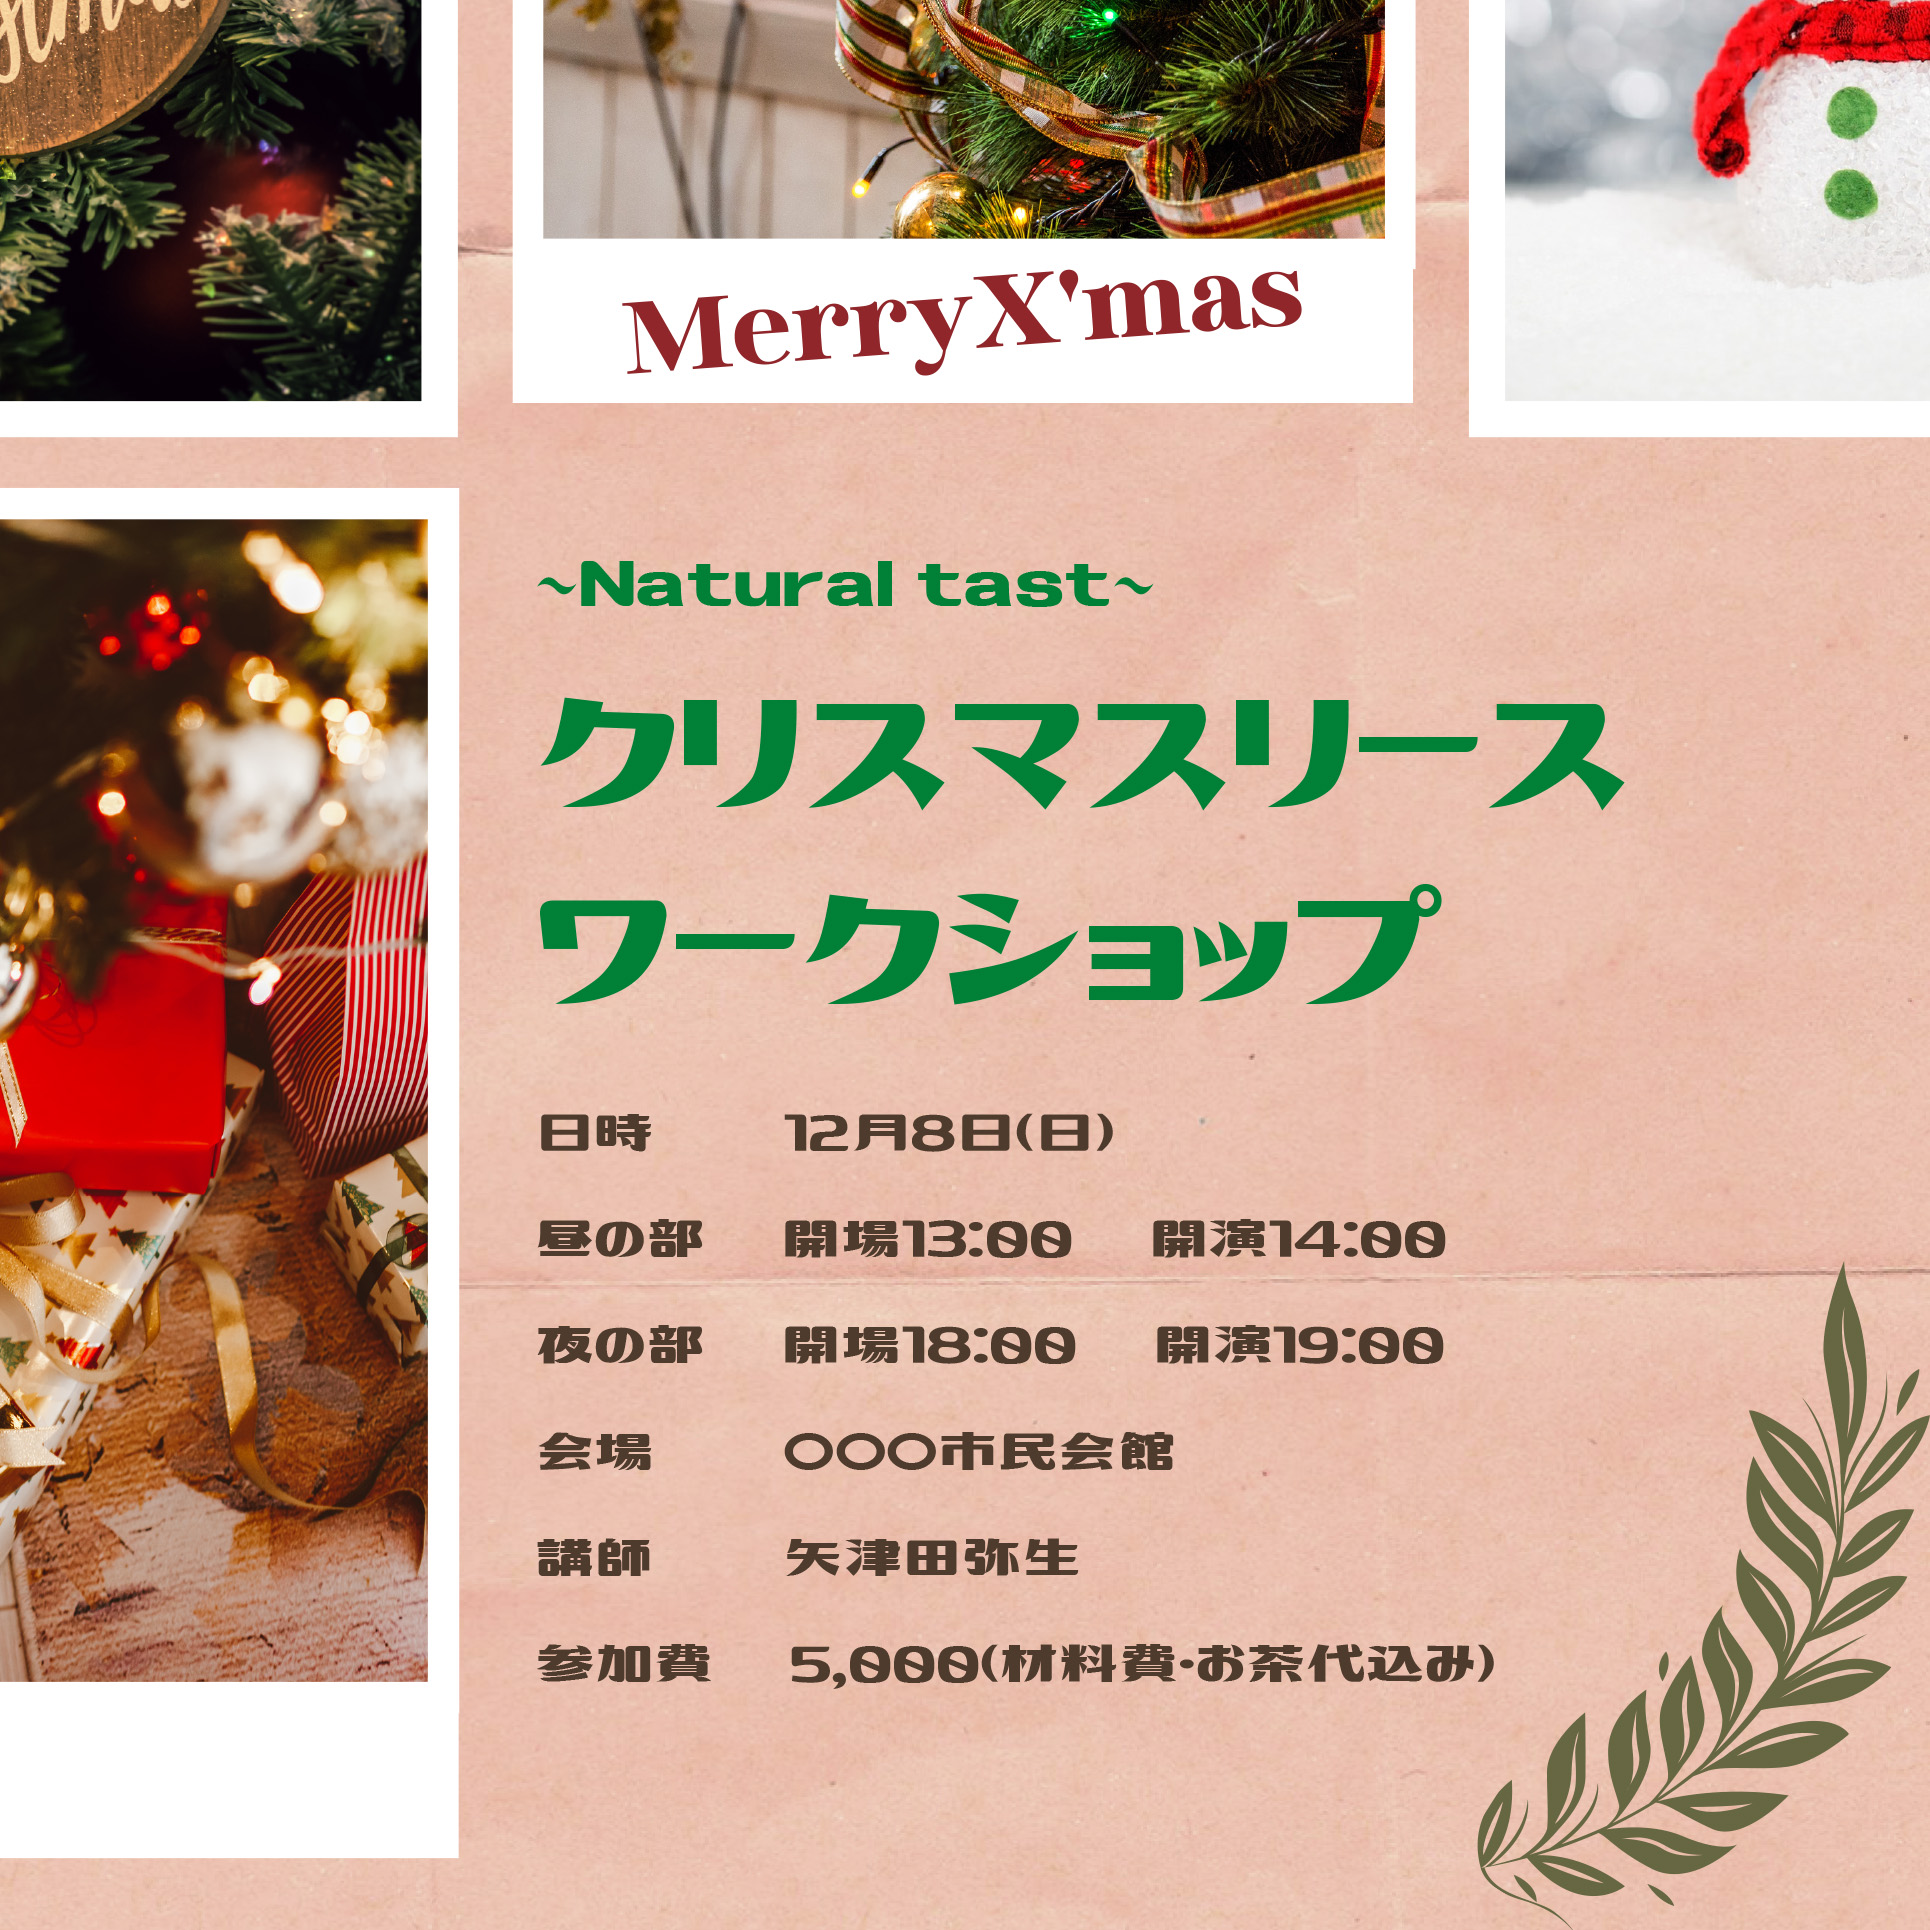 MerryX'mas
~Natural tast~
クリスマスリース
ワークショップ
日時 12月8日(日)
昼の部 開場13:00 開演14:00
夜の部 開場18:00 開演19:00
会場 〇〇〇市民会館
講師 矢津田弥生
参加費 5,000(材料費・お茶代込み)